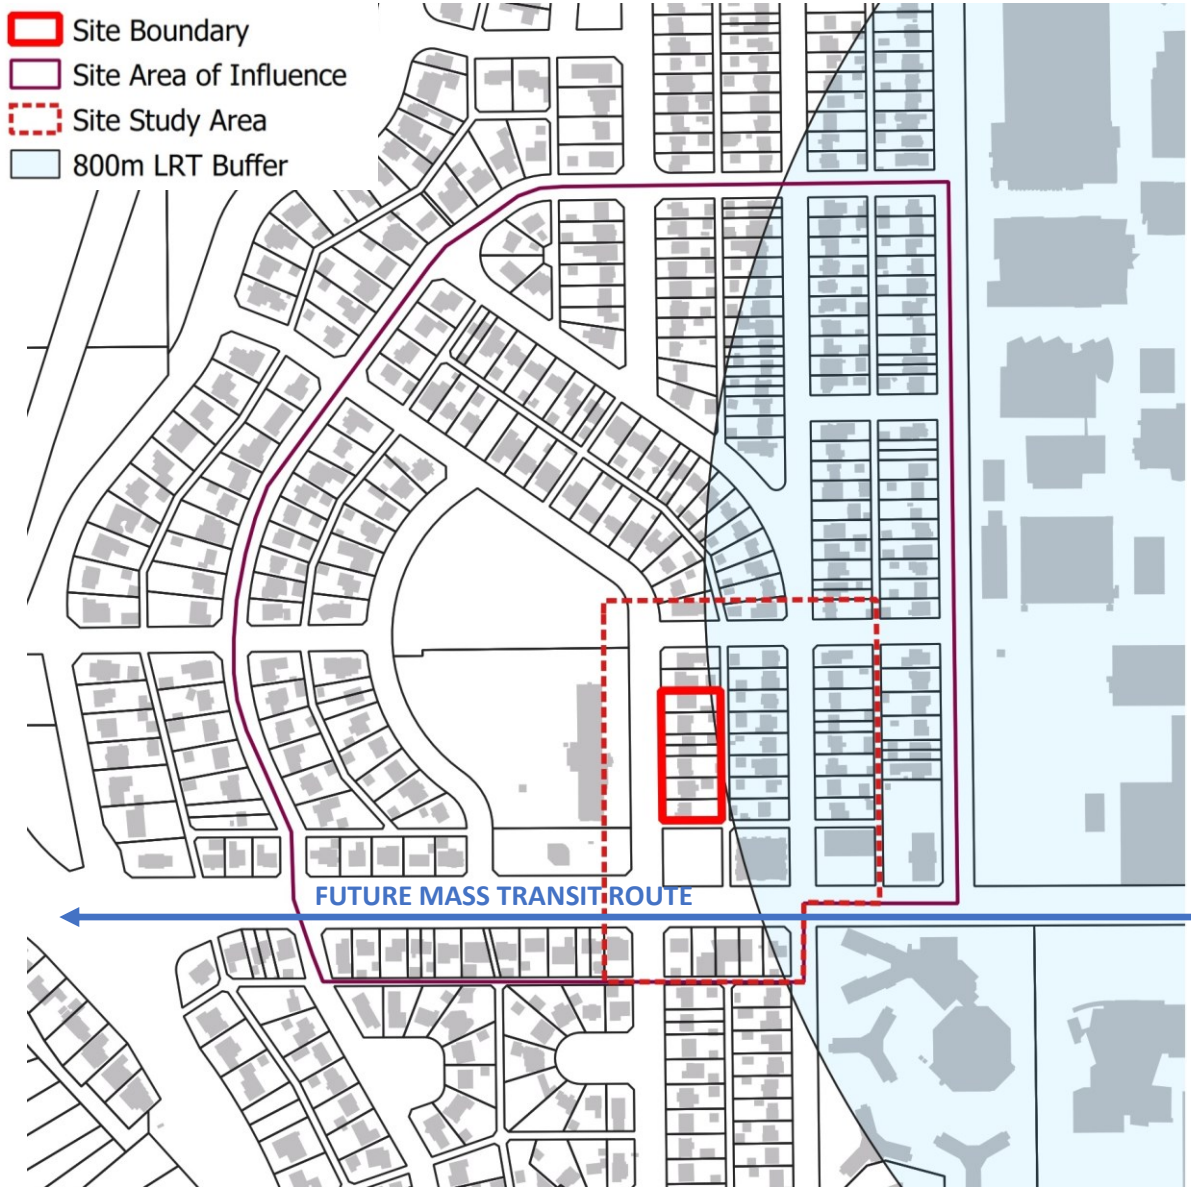 Site Boundary
Site Area of Influence
Site Study Area
800m LRT Buffer
FUTURE MASS TRANSIT ROUTE